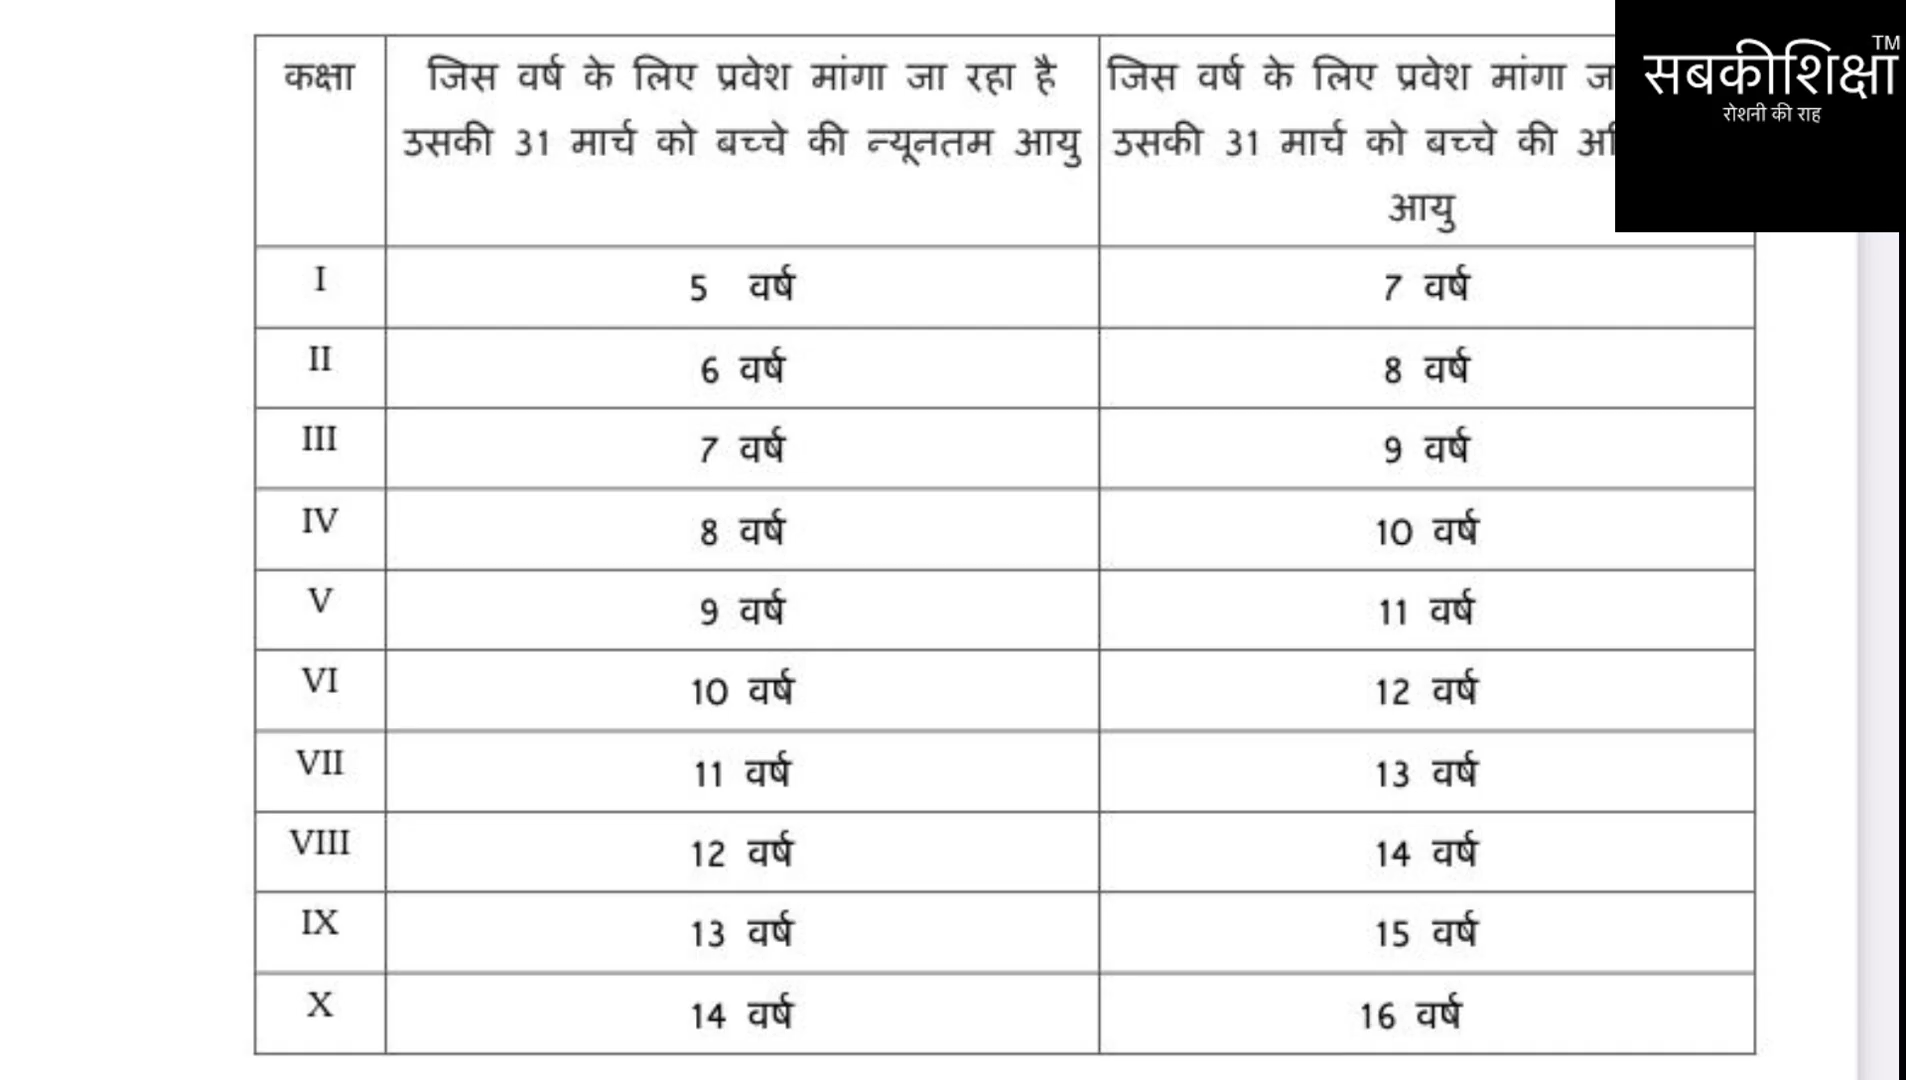 सबकीशिक्षा™
रोशनी की राह
कक्षा
जिस वर्ष के लिए प्रवेश मांगा जा रहा है
उसकी 31 मार्च को बच्चे की न्यूनतम आयु
जिस वर्ष के लिए प्रवेश मांगा
उसकी 31 मार्च को बच्चे की
आयु
I 5 वर्ष 7 वर्ष
II 6 वर्ष 8 वर्ष
III 7 वर्ष 9 वर्ष
IV 8 वर्ष 10 वर्ष
V 9 वर्ष 11 वर्ष
VI 10 वर्ष 12 वर्ष
VII 11 वर्ष 13 वर्ष
VIII 12 वर्ष 14 वर्ष
IX 13 वर्ष 15 वर्ष
X 14 वर्ष 16 वर्ष